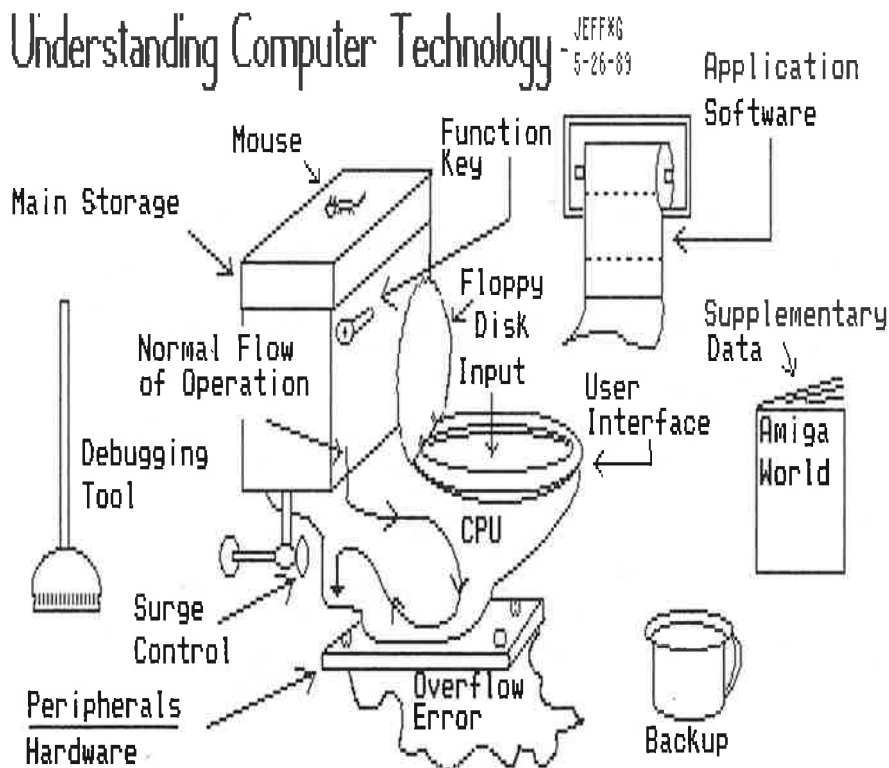 Understanding Computer Technology - JEFF*G
5-26-89
Application
Software
Mouse
Function
Key
Main Storage
Floppy
Disk
Supplementary
Data
Normal Flow
of Operation
Input
User
Interface
Amiga
World
Debugging
Tool
CPU
Surge
Control
Overflow
Error
Peripherals
Hardware
Backup